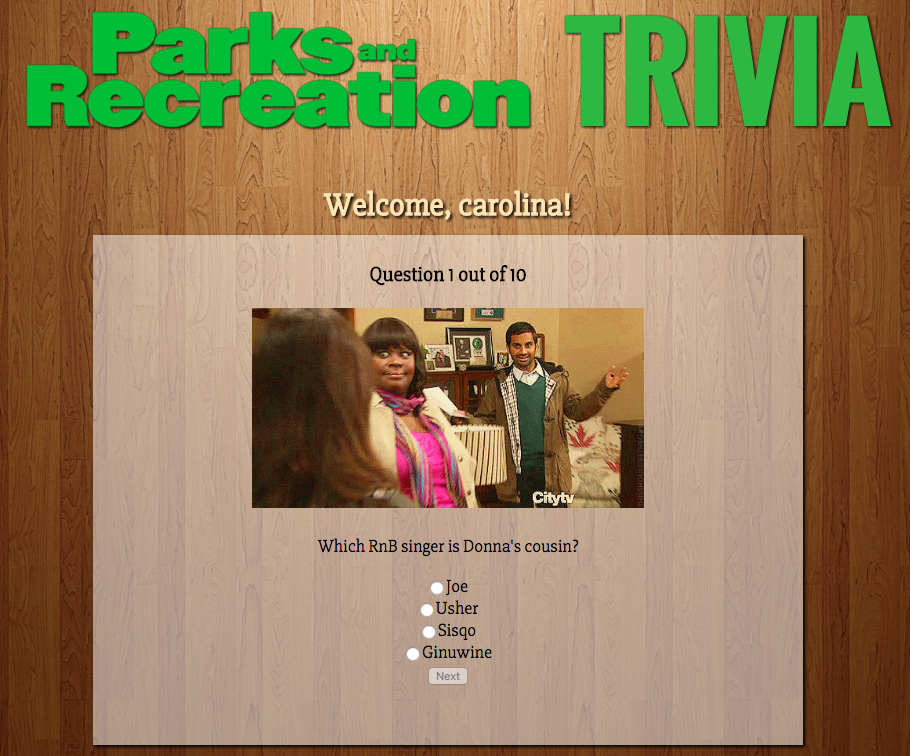 Parks and
Recreation
TRIVIA
Welcome, carolina!
Question 1 out of 10
Citytv
Which RnB singer is Donna's cousin?
Joe
Usher
Sisqo
Ginuwine
Next